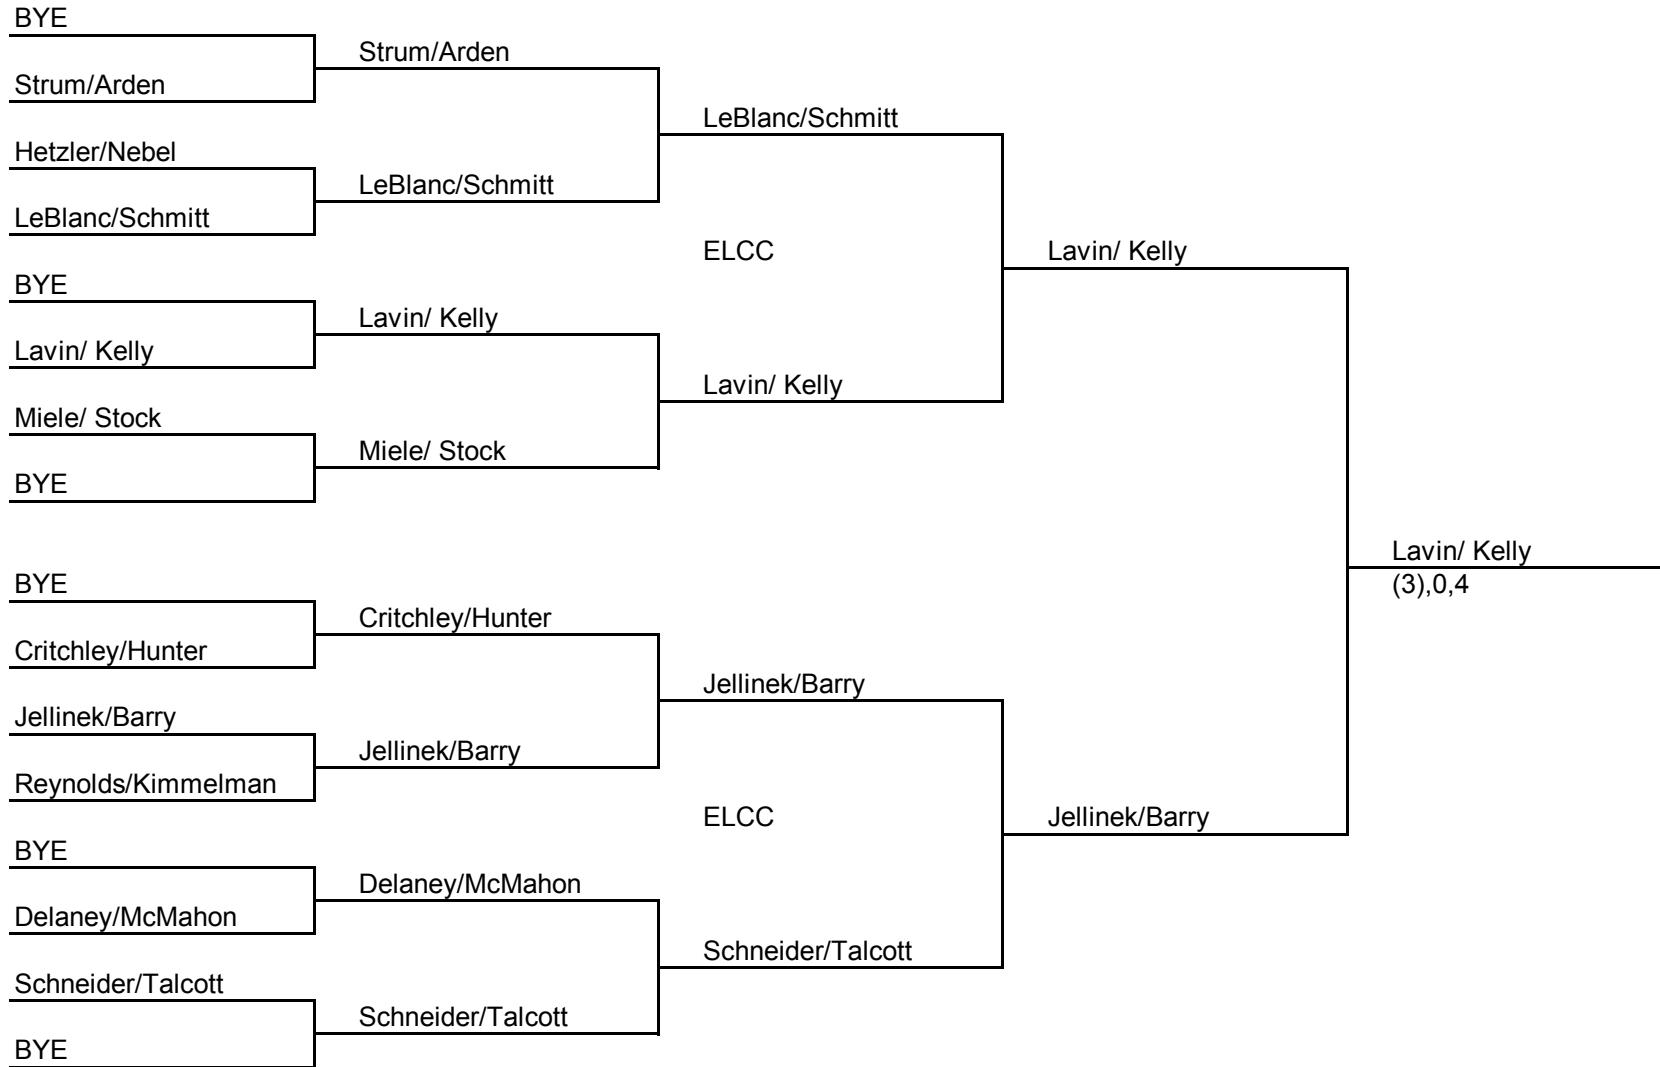 BYE
Strum/Arden
Strum/Arden
LeBlanc/Schmitt
Hetzler/Nebel
LeBlanc/Schmitt
LeBlanc/Schmitt
ELCC
Lavin/ Kelly
BYE
Lavin/ Kelly
Lavin/ Kelly
Lavin/ Kelly
Miele/ Stock
Miele/ Stock
BYE
Lavin/ Kelly
(3),0,4
BYE
Critchley/Hunter
Critchley/Hunter
Jellinek/Barry
Jellinek/Barry
Jellinek/Barry
Reynolds/Kimmelman
ELCC
Jellinek/Barry
BYE
Delaney/McMahon
Delaney/McMahon
Schneider/Talcott
Schneider/Talcott
Schneider/Talcott
BYE